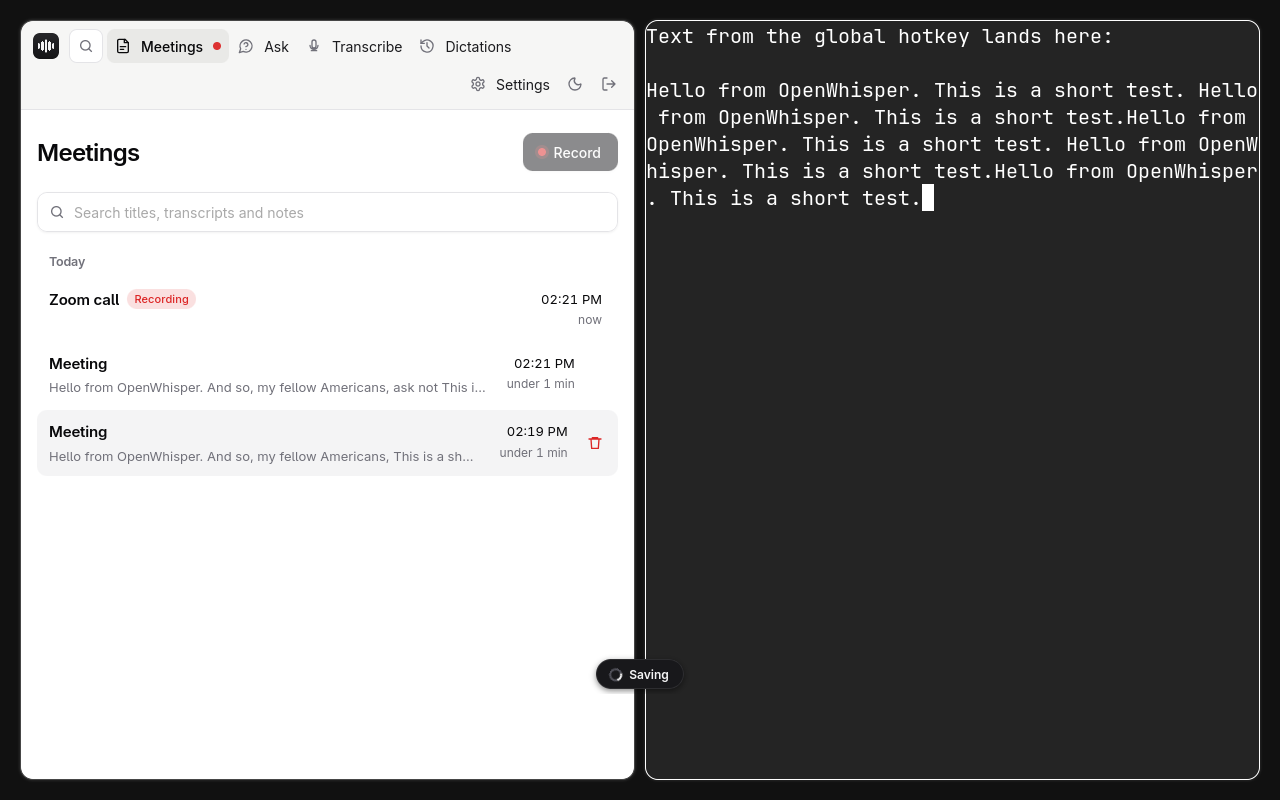 Meetings
Ask
Transcribe
Dictations
Settings
Meetings
Record
Search titles, transcripts and notes
Today
Zoom call Recording 02:21 PM
now
Meeting 02:21 PM
Hello from OpenWhisper. And so, my fellow Americans, ask not This i... under 1 min
Meeting 02:19 PM
Hello from OpenWhisper. And so, my fellow Americans, This is a sh... under 1 min
Saving
Text from the global hotkey lands here:
Hello from OpenWhisper. This is a short test. Hello
 from OpenWhisper. This is a short test.Hello from
OpenWhisper. This is a short test. Hello from OpenW
hisper. This is a short test.Hello from OpenWhisper
. This is a short test.